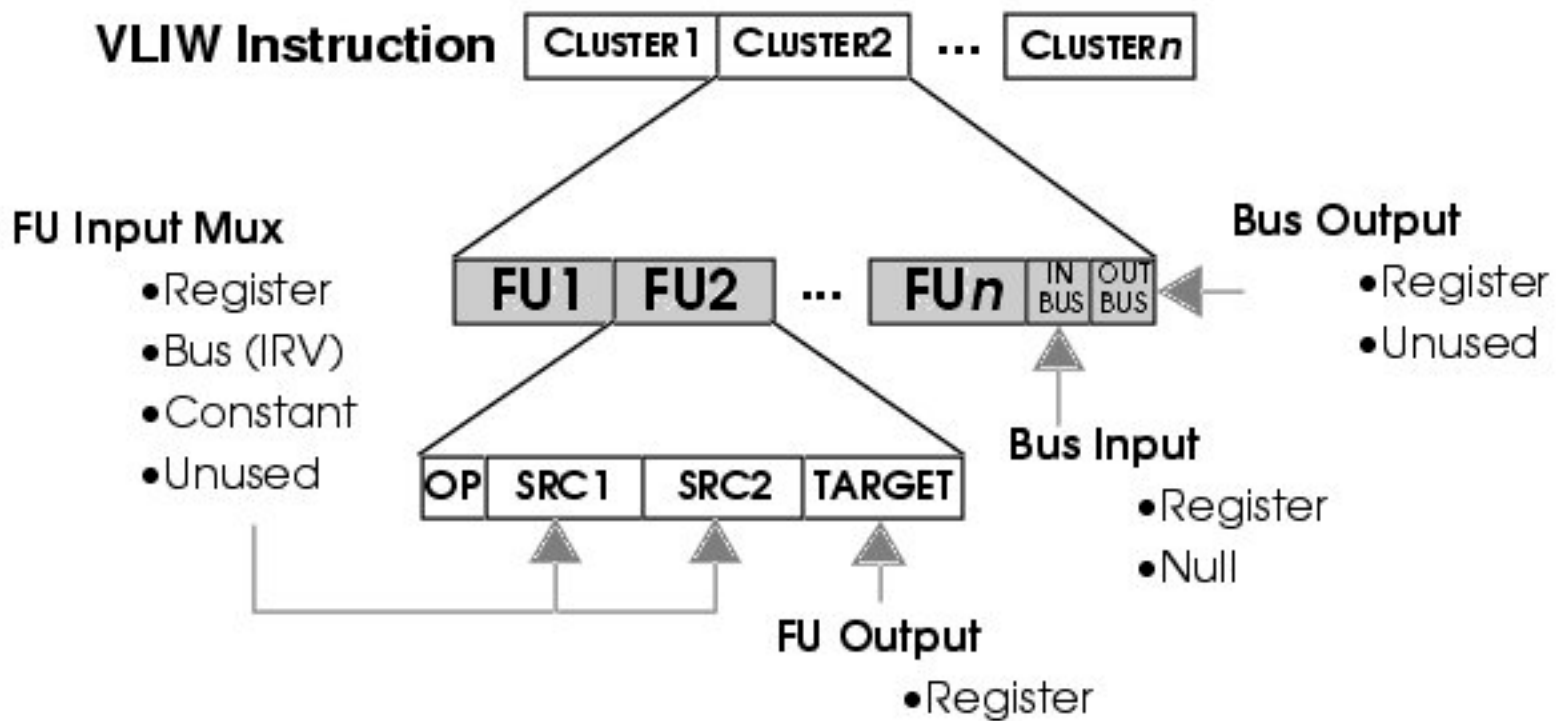 VLIW Instruction CLUSTER1 CLUSTER2 ... CLUSTERn
FU Input Mux
•Register
•Bus (IRV)
•Constant
•Unused
FU1 FU2 ... FUn IN BUS OUT BUS
Bus Output
•Register
•Unused
OP SRC1 SRC2 TARGET
Bus Input
•Register
•Null
FU Output
•Register